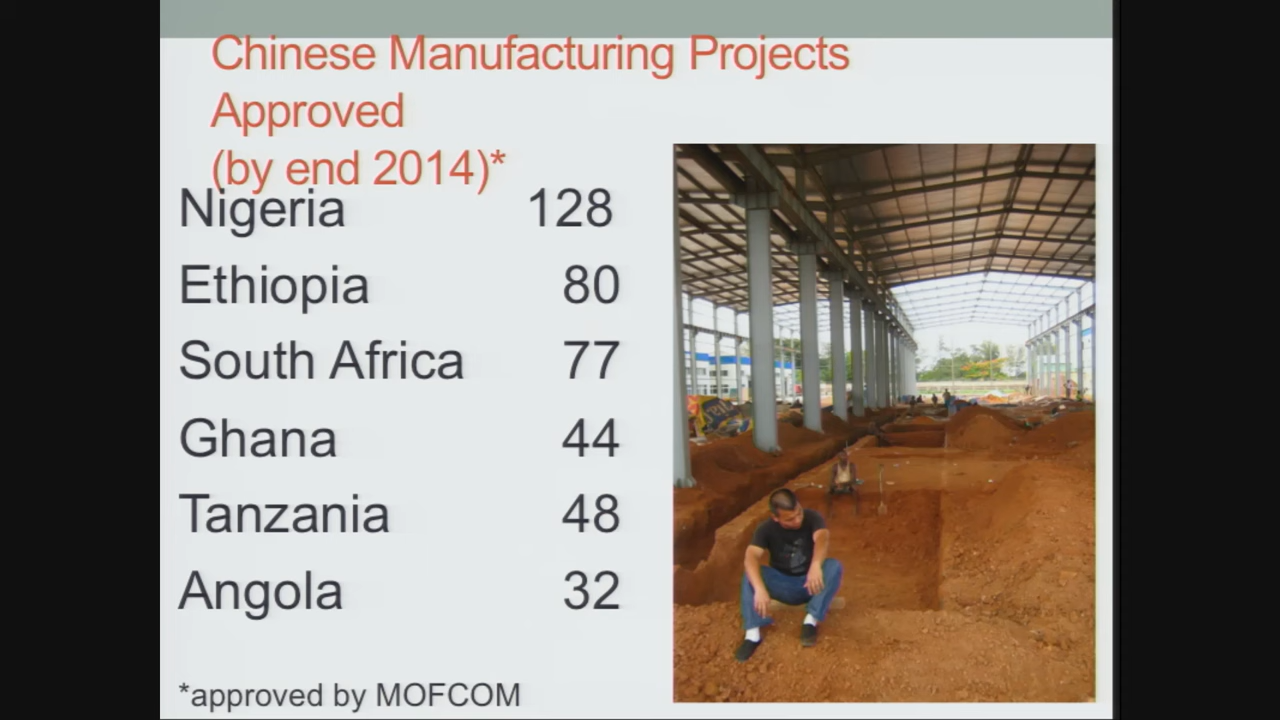 Chinese Manufacturing Projects
Approved
(by end 2014)*
Nigeria 128
Ethiopia 80
South Africa 77
Ghana 44
Tanzania 48
Angola 32
*approved by MOFCOM